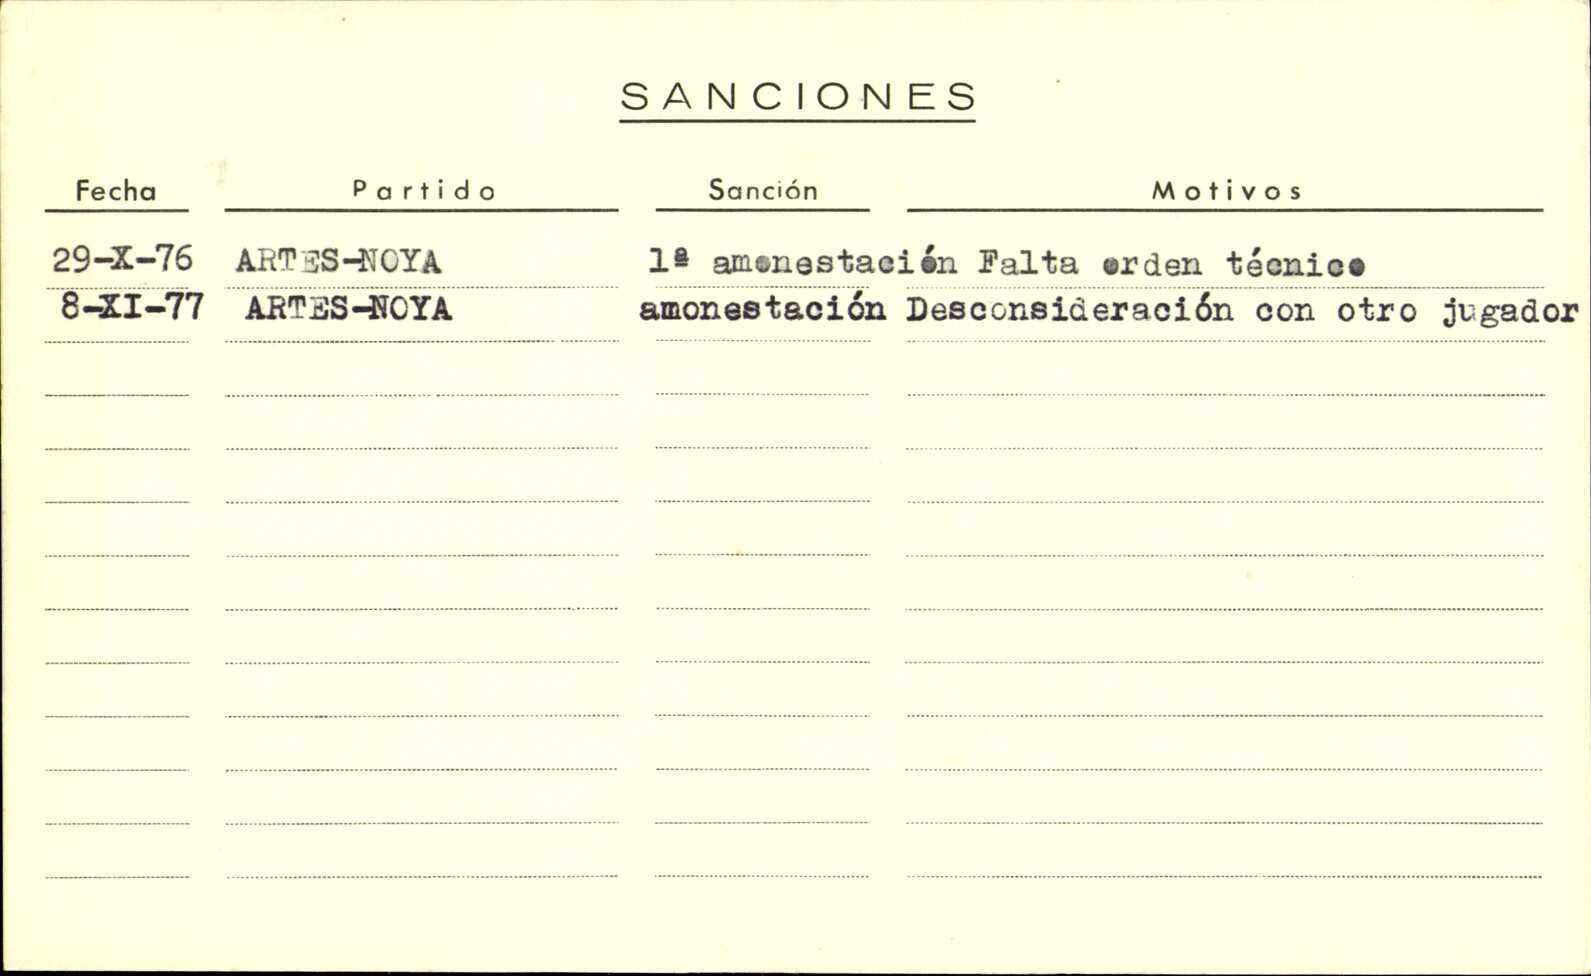 SANCIONES
Fecha Partido Sanción Motivos
29-X-76 ARTES-NOYA 1ª amonestación Falta orden técnico
8-XI-77 ARTES-NOYA amonestación Desconsideración con otro jugador